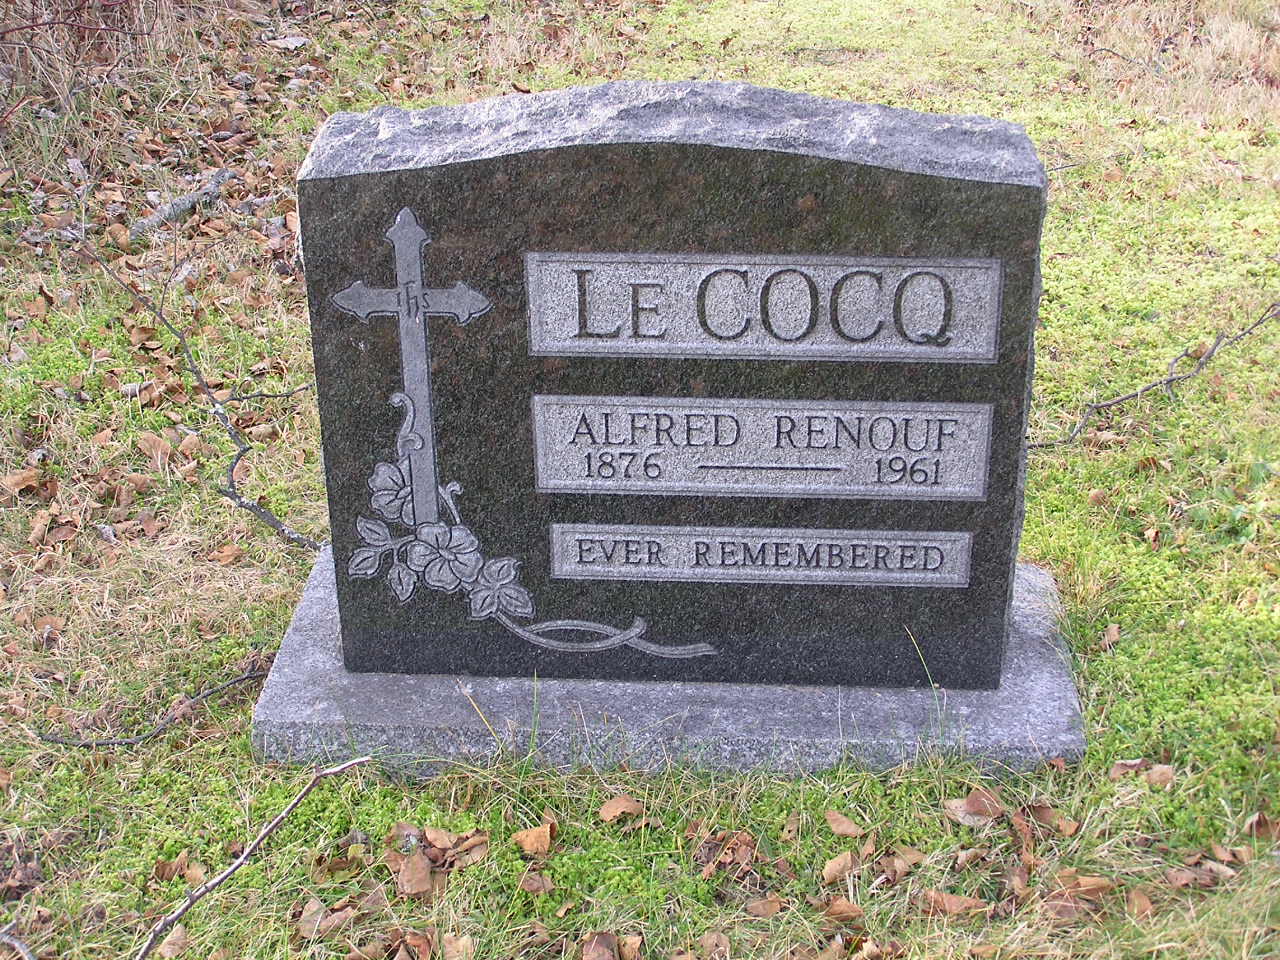 IHS
LE COCQ
ALFRED RENOUF
1876 — 1961
EVER REMEMBERED